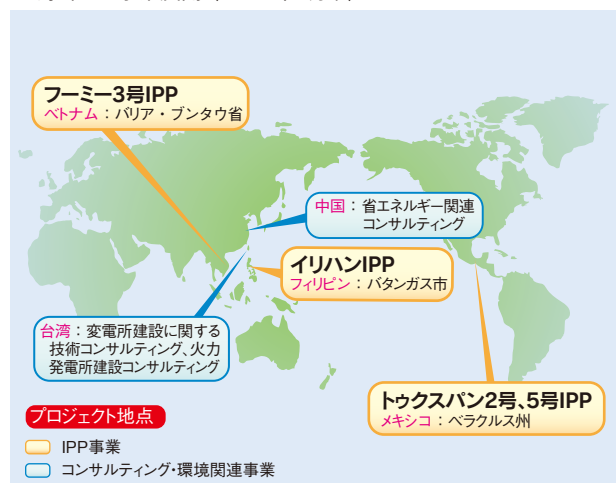 フーミー3号IPP
ベトナム：バリア・ブンタウ省
中国：省エネルギー関連
コンサルティング
イリハンIPP
フィリピン：バタンガス市
台湾：変電所建設に関する
技術コンサルティング、火力
発電所建設コンサルティング
トゥクスパン2号、5号IPP
メキシコ：ベラクルス州
プロジェクト地点
IPP事業
コンサルティング・環境関連事業